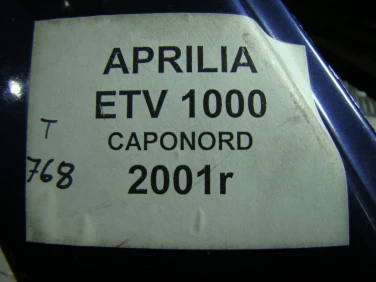 APRILIA
ETV 1000
CAPONORD
2001r
T
768